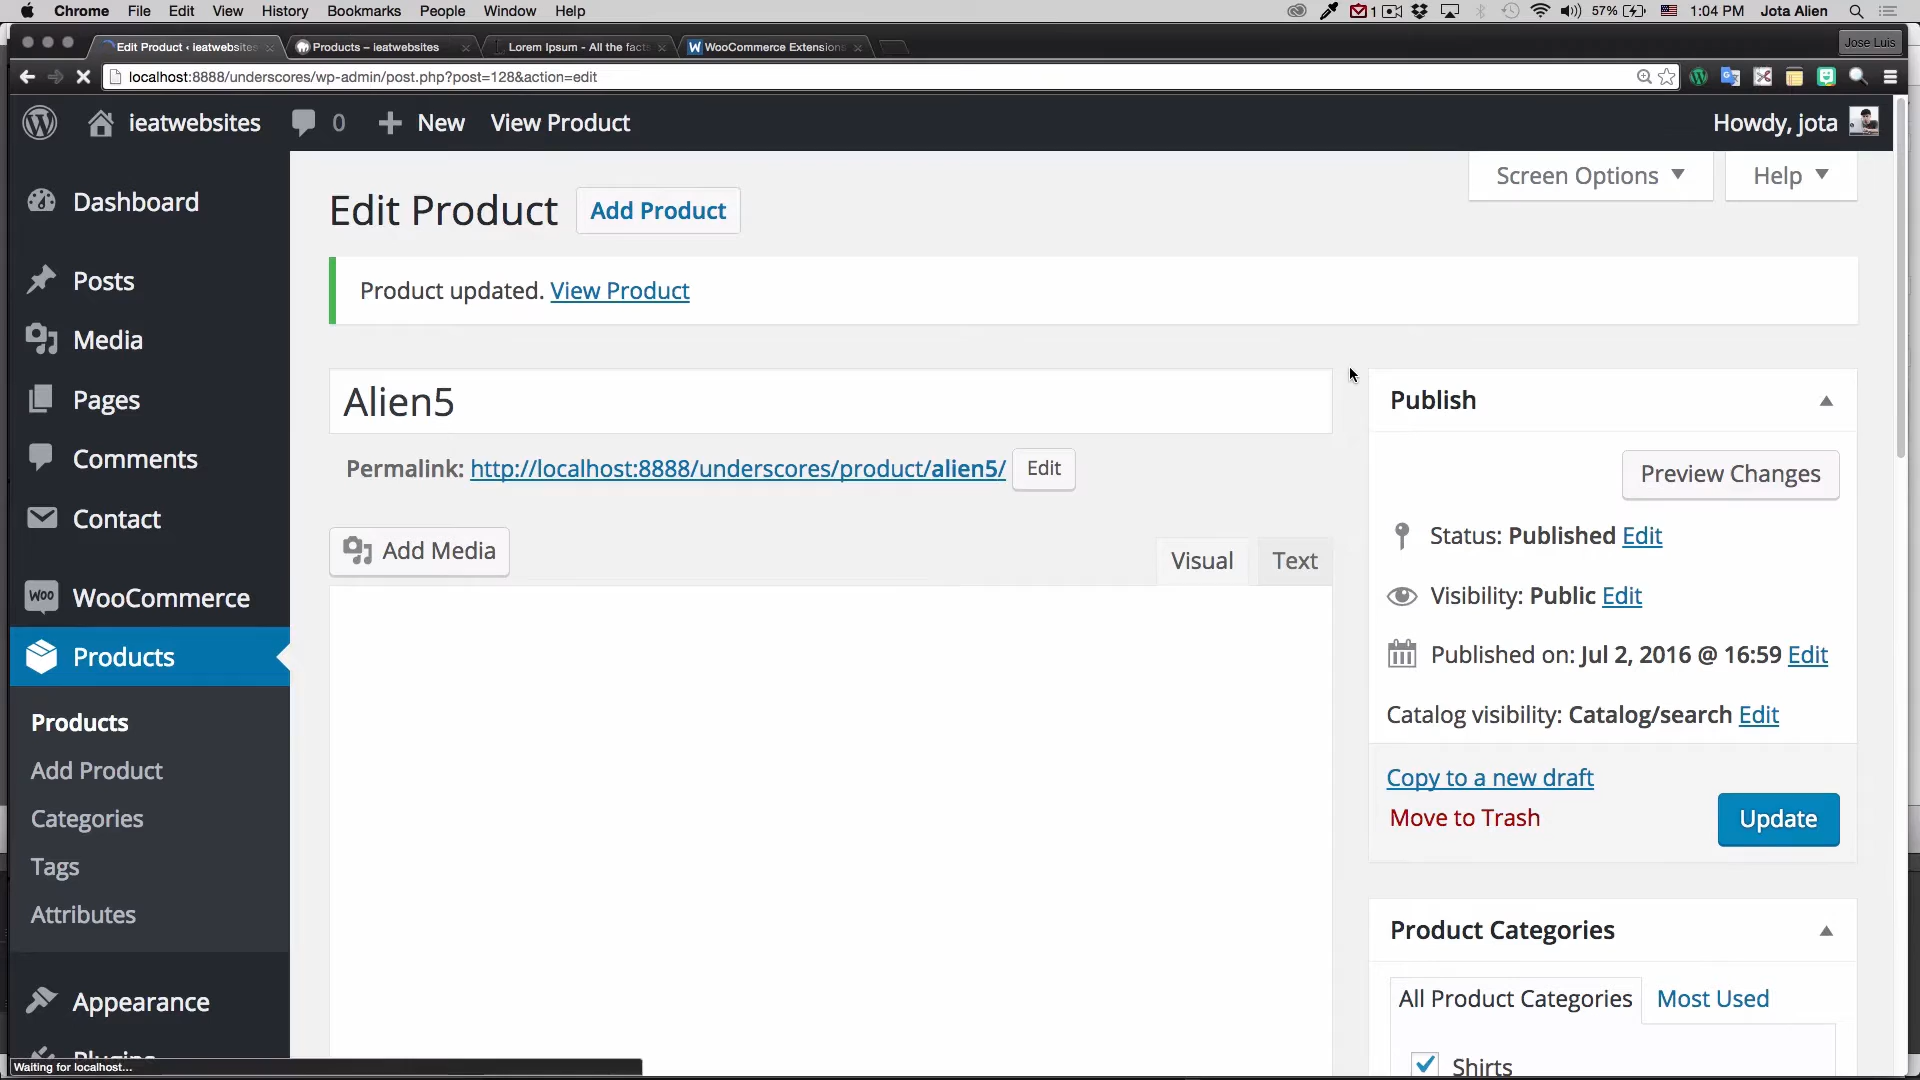 Chrome File Edit View History Bookmarks People Window Help
1 57% 1:04 PM Jota Alien
Edit Product ‹ ieatwebsites Products – ieatwebsites Lorem Ipsum - All the facts WooCommerce Extensions Jose Luis
localhost:8888/underscores/wp-admin/post.php?post=128&action=edit
ieatwebsites 0 New View Product Howdy, jota
Screen Options Help
Dashboard
Posts
Media
Pages
Comments
Contact
Woo WooCommerce
Products
Products
Add Product
Categories
Tags
Attributes
Appearance
Plugins
Waiting for localhost...
Edit Product Add Product
Product updated. View Product
Alien5
Permalink: http://localhost:8888/underscores/product/alien5/ Edit
Add Media Visual Text
Publish
Preview Changes
Status: Published Edit
Visibility: Public Edit
Published on: Jul 2, 2016 @ 16:59 Edit
Catalog visibility: Catalog/search Edit
Copy to a new draft
Move to Trash Update
Product Categories
All Product Categories Most Used
Shirts